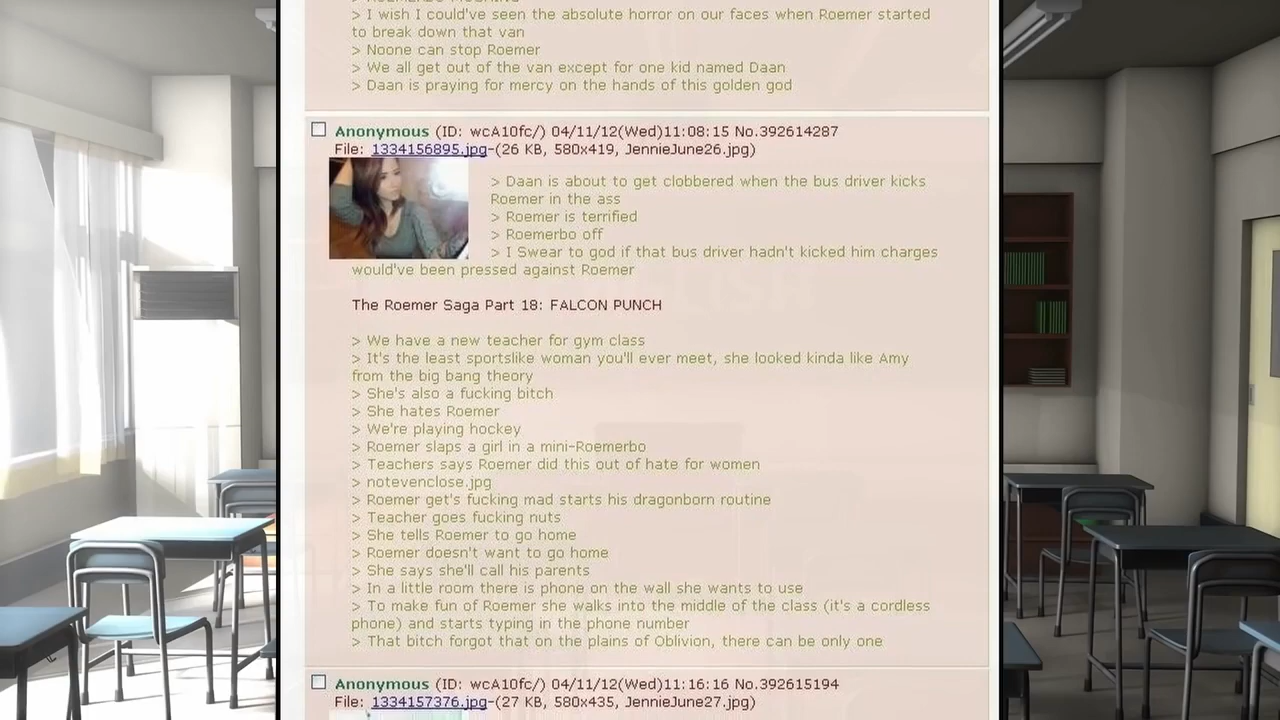 > I wish I could've seen the absolute horror on our faces when Roemer started
to break down that van
> Noone can stop Roemer
> We all get out of the van except for one kid named Daan
> Daan is praying for mercy on the hands of this golden god
Anonymous (ID: wcA10fc/) 04/11/12(Wed)11:08:15 No.392614287
File: 1334156895.jpg-(26 KB, 580x419, JennieJune26.jpg)
> Daan is about to get clobbered when the bus driver kicks
Roemer in the ass
> Roemer is terrified
> Roemerbo off
> I Swear to god if that bus driver hadn't kicked him charges
would've been pressed against Roemer
The Roemer Saga Part 18: FALCON PUNCH
> We have a new teacher for gym class
> It's the least sportslike woman you'll ever meet, she looked kinda like Amy
from the big bang theory
> She's also a fucking bitch
> She hates Roemer
> We're playing hockey
> Roemer slaps a girl in a mini-Roemerbo
> Teachers says Roemer did this out of hate for women
> notevenclose.jpg
> Roemer get's fucking mad starts his dragonborn routine
> Teacher goes fucking nuts
> She tells Roemer to go home
> Roemer doesn't want to go home
> She says she'll call his parents
> In a little room there is phone on the wall she wants to use
> To make fun of Roemer she walks into the middle of the class (it's a cordless
phone) and starts typing in the phone number
> That bitch forgot that on the plains of Oblivion, there can be only one
Anonymous (ID: wcA10fc/) 04/11/12(Wed)11:16:16 No.392615194
File: 1334157376.jpg-(27 KB, 580x435, JennieJune27.jpg)